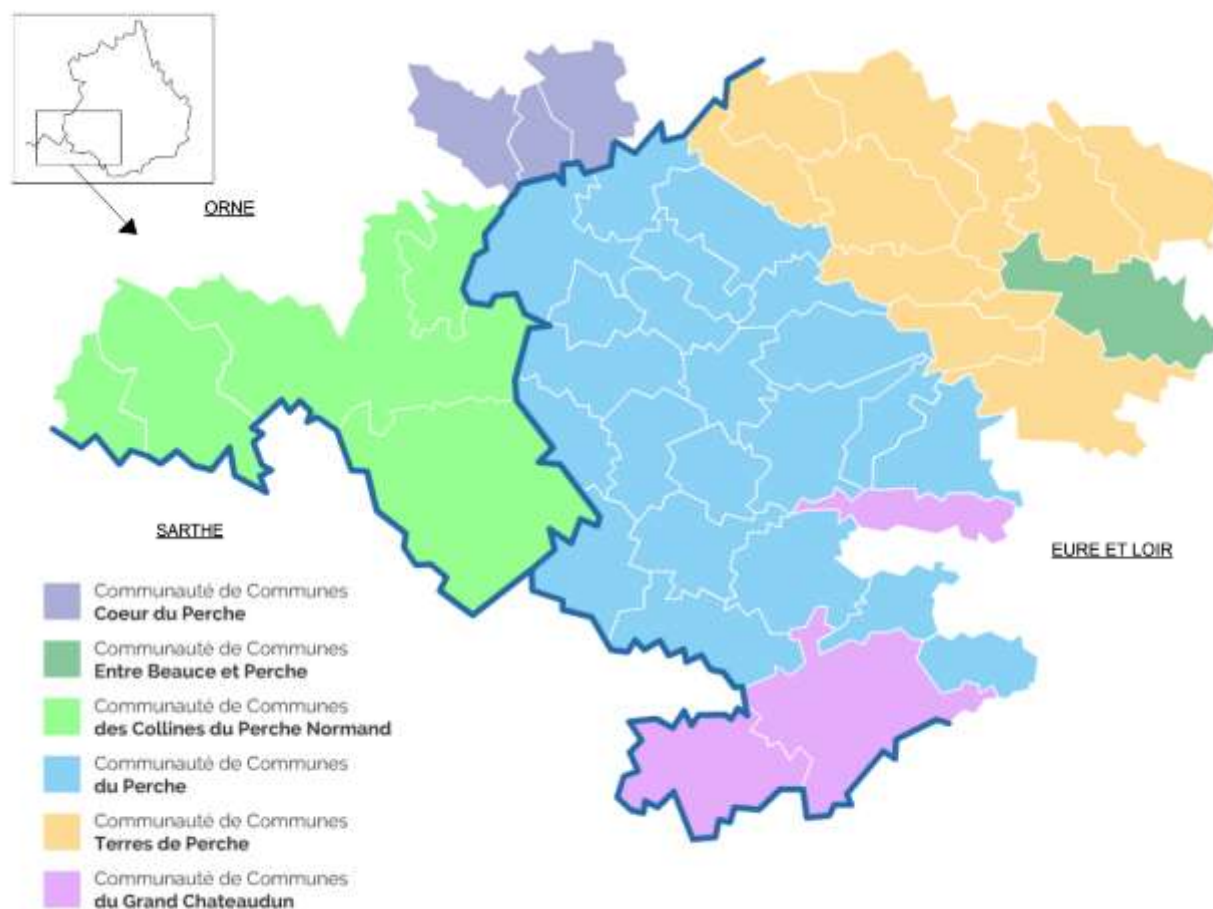 ORNE
SARTHE
EURE ET LOIR
Communauté de Communes
Coeur du Perche
Communauté de Communes
Entre Beauce et Perche
Communauté de Communes
des Collines du Perche Normand
Communauté de Communes
du Perche
Communauté de Communes
Terres de Perche
Communauté de Communes
du Grand Chateaudun